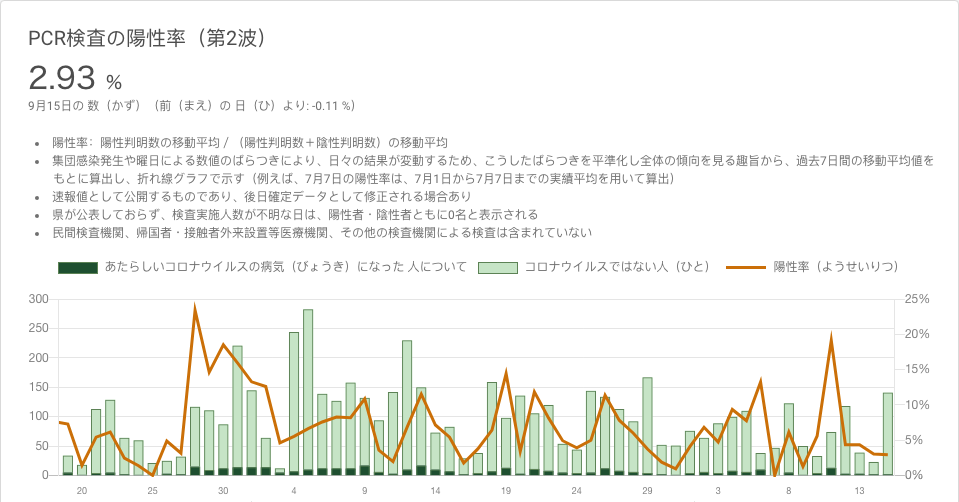 PCR検査の陽性率（第2波）
2.93 %
9月15日の 数（かず）（前（まえ）の 日（ひ）より: -0.11 %）
• 陽性率：陽性判明数の移動平均 / （陽性判明数＋陰性判明数）の移動平均
• 集団感染発生や曜日による数値のばらつきにより、日々の結果が変動するため、こうしたばらつきを平準化し全体の傾向を見る趣旨から、過去7日間の移動平均値を
もとに算出し、折れ線グラフで示す（例えば、7月7日の陽性率は、7月1日から7月7日までの実績平均を用いて算出）
• 速報値として公開するものであり、後日確定データとして修正される場合あり
• 県が公表しておらず、検査実施人数が不明な日は、陽性者・陰性者ともに0名と表示される
• 民間検査機関、帰国者・接触者外来設置等医療機関、その他の検査機関による検査は含まれていない
あたらしいコロナウイルスの病気（びょうき）になった 人について コロナウイルスではない人（ひと） 陽性率（ようせいりつ）
300 25%
250 20%
200 15%
150 10%
100 5%
50 0%
0
20 25 30 4 9 14 19 24 29 3 8 13